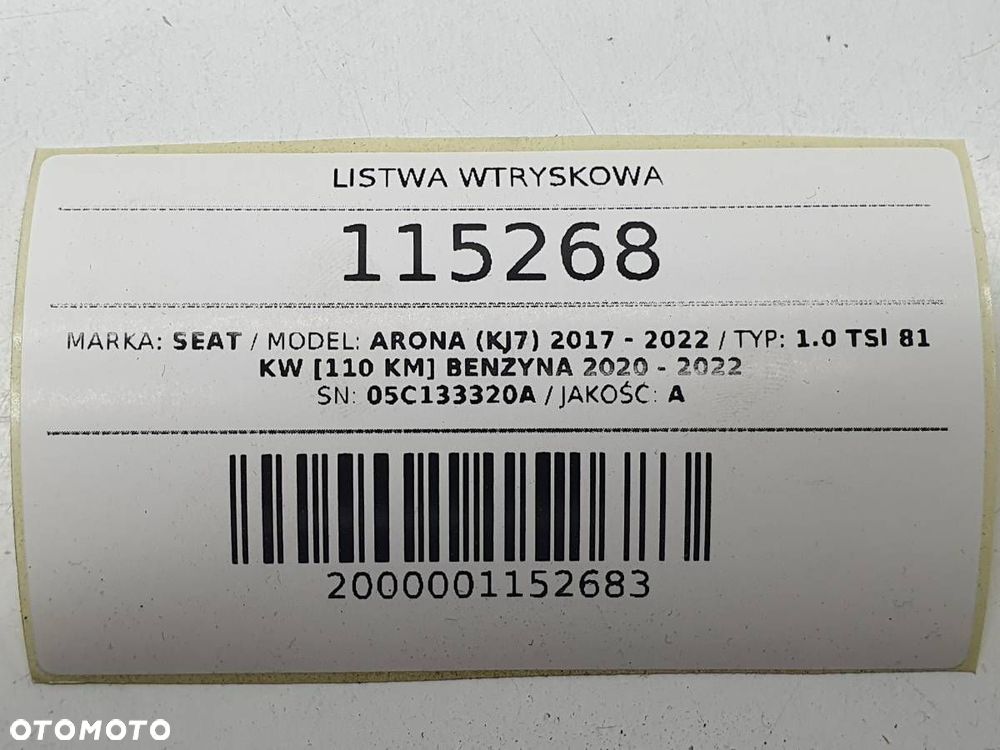 LISTWA WTRYSKOWA
115268
MARKA: SEAT / MODEL: ARONA (KJ7) 2017 - 2022 / TYP: 1.0 TSI 81
KW [110 KM] BENZYNA 2020 - 2022
SN: 05C133320A / JAKOŚĆ: A
2000001152683
OTOMOTO